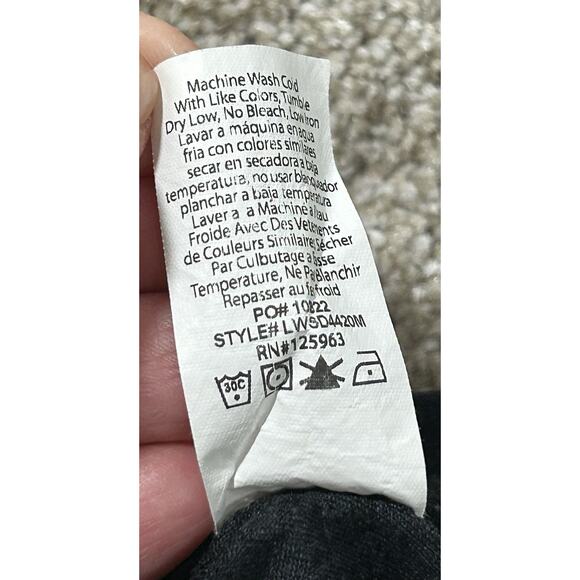 Machine Wash Cold
With Like Colors, Tumble
Dry Low, No Bleach, Low Iron
Lavar a máquina en agua
fria con colores similares
secar en secadora a baja
temperatura, no usar blanqueador
planchar a baja temperatura
Laver a a Machine a Eau
Froide Avec Des Vetements
de Couleurs Similaires, Sécher
Par Culbutage a Basse
Temperature, Ne Pas Blanchir
Repasser au fer froid
PO# 10822
STYLE# LWSD4420M
RN#125963
30C